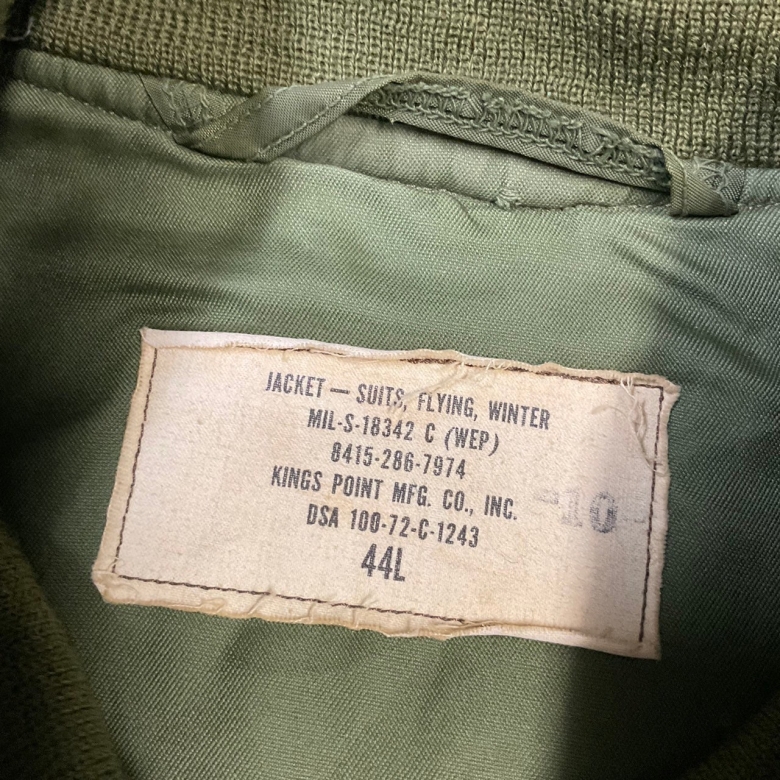 JACKET — SUITS, FLYING, WINTER
MIL-S-18342 C (WEP)
8415-286-7974
KINGS POINT MFG. CO., INC.
-10-
DSA 100-72-C-1243
44L